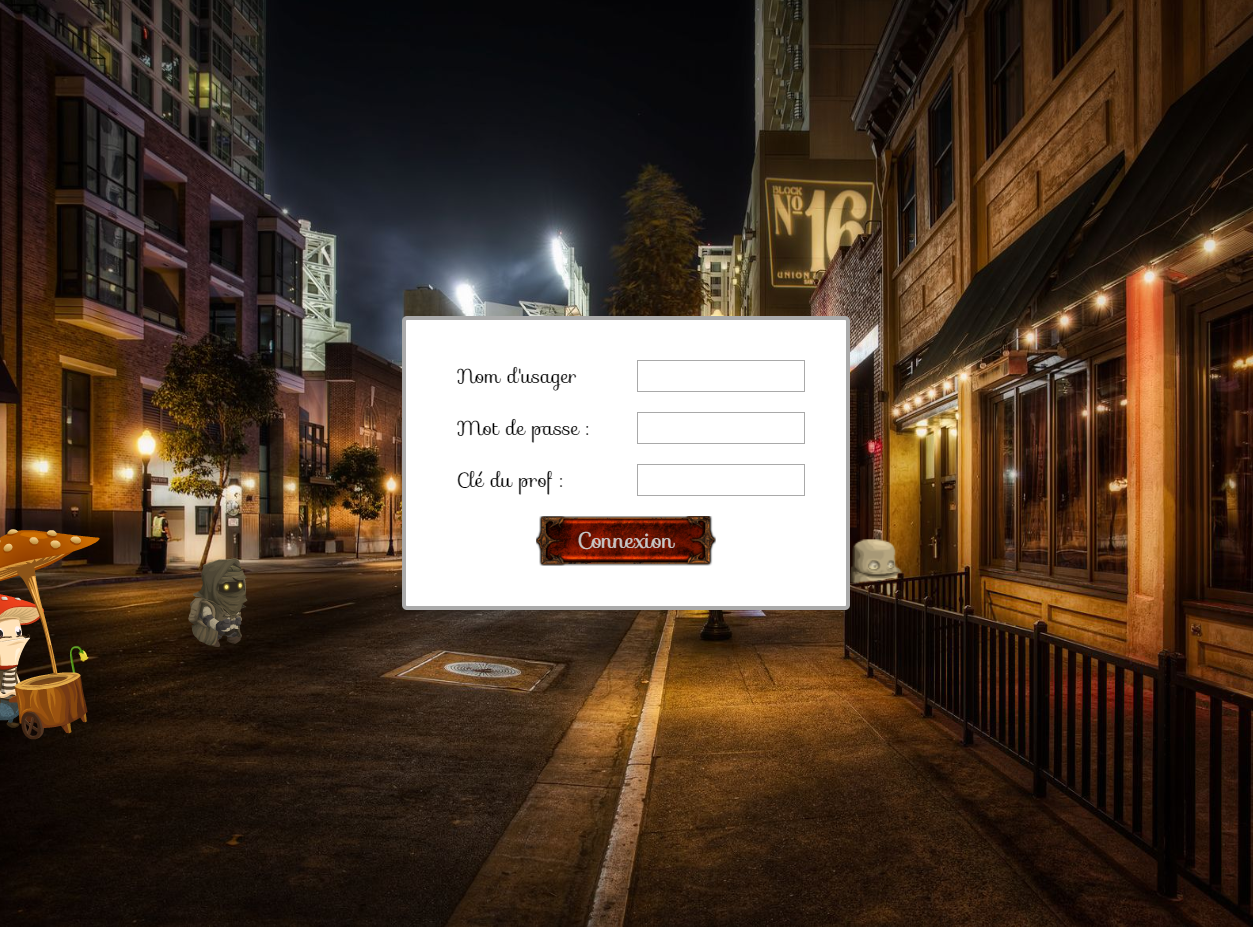 BLOCK
No 16
UNION
Nom d'usager
Mot de passe :
Clé du prof :
Connexion